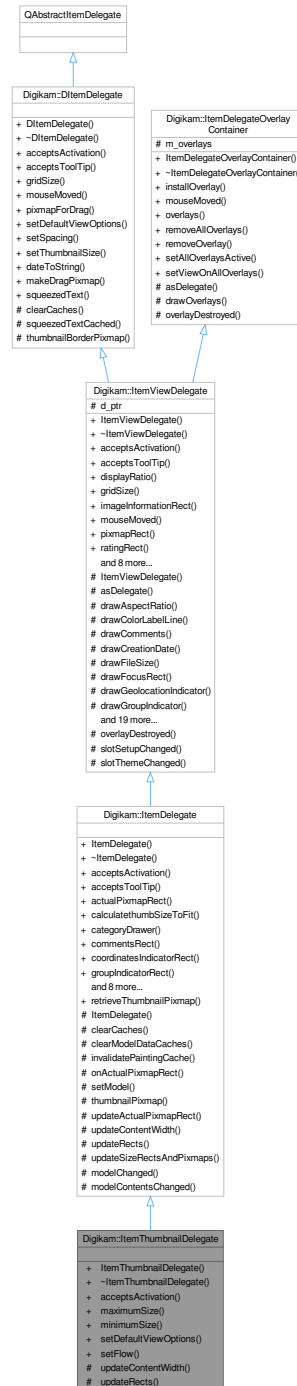 QAbstractItemDelegate
Digikam::DItemDelegate
+ DItemDelegate()
+ ~DItemDelegate()
+ acceptsActivation()
+ acceptsToolTip()
+ gridSize()
+ mouseMoved()
+ pixmapForDrag()
+ setDefaultViewOptions()
+ setSpacing()
+ setThumbnailSize()
+ dateToString()
+ makeDragPixmap()
+ squeezedText()
# clearCaches()
# squeezedTextCached()
# thumbnailBorderPixmap()
Digikam::ItemDelegateOverlay
Container
# m_overlays
+ ItemDelegateOverlayContainer()
+ ~ItemDelegateOverlayContainer()
+ installOverlay()
+ mouseMoved()
+ overlays()
+ removeAllOverlays()
+ removeOverlay()
+ setAllOverlaysActive()
+ setViewOnAllOverlays()
# asDelegate()
# drawOverlays()
# overlayDestroyed()
Digikam::ItemViewDelegate
# d_ptr
+ ItemViewDelegate()
+ ~ItemViewDelegate()
+ acceptsActivation()
+ acceptsToolTip()
+ displayRatio()
+ gridSize()
+ imageInformationRect()
+ mouseMoved()
+ pixmapRect()
+ ratingRect()
and 8 more...
# ItemViewDelegate()
# asDelegate()
# drawAspectRatio()
# drawColorLabelLine()
# drawComments()
# drawCreationDate()
# drawFileSize()
# drawFocusRect()
# drawGeolocationIndicator()
# drawGroupIndicator()
and 19 more...
# overlayDestroyed()
# slotSetupChanged()
# slotThemeChanged()
Digikam::ItemDelegate
+ ItemDelegate()
+ ~ItemDelegate()
+ acceptsActivation()
+ acceptsToolTip()
+ actualPixmapRect()
+ calculatethumbSizeToFit()
+ categoryDrawer()
+ commentsRect()
+ coordinatesIndicatorRect()
+ groupIndicatorRect()
and 8 more...
+ retrieveThumbnailPixmap()
# ItemDelegate()
# clearCaches()
# clearModelDataCaches()
# invalidatePaintingCache()
# onActualPixmapRect()
# setModel()
# thumbnailPixmap()
# updateActualPixmapRect()
# updateContentWidth()
# updateRects()
# updateSizeRectsAndPixmaps()
# modelChanged()
# modelContentsChanged()
Digikam::ItemThumbnailDelegate
+ ItemThumbnailDelegate()
+ ~ItemThumbnailDelegate()
+ acceptsActivation()
+ maximumSize()
+ minimumSize()
+ setDefaultViewOptions()
+ setFlow()
# updateContentWidth()
# updateRects()